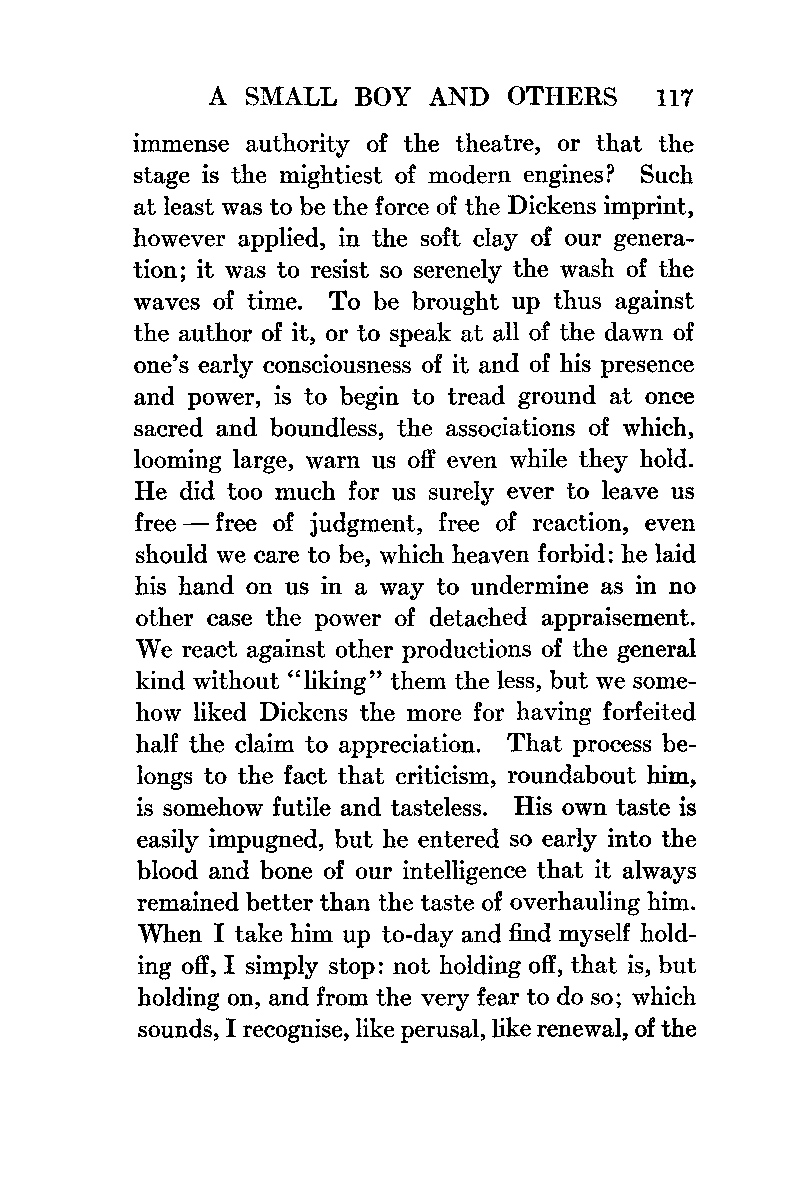 A SMALL BOY AND OTHERS 117
immense authority of the theatre, or that the
stage is the mightiest of modern engines? Such
at least was to be the force of the Dickens imprint,
however applied, in the soft clay of our genera-
tion; it was to resist so serenely the wash of the
waves of time. To be brought up thus against
the author of it, or to speak at all of the dawn of
one's early consciousness of it and of his presence
and power, is to begin to tread ground at once
sacred and boundless, the associations of which,
looming large, warn us off even while they hold.
He did too much for us surely ever to leave us
free — free of judgment, free of reaction, even
should we care to be, which heaven forbid: he laid
his hand on us in a way to undermine as in no
other case the power of detached appraisement.
We react against other productions of the general
kind without “liking” them the less, but we some-
how liked Dickens the more for having forfeited
half the claim to appreciation. That process be-
longs to the fact that criticism, roundabout him,
is somehow futile and tasteless. His own taste is
easily impugned, but he entered so early into the
blood and bone of our intelligence that it always
remained better than the taste of overhauling him.
When I take him up to-day and find myself hold-
ing off, I simply stop: not holding off, that is, but
holding on, and from the very fear to do so; which
sounds, I recognise, like perusal, like renewal, of the